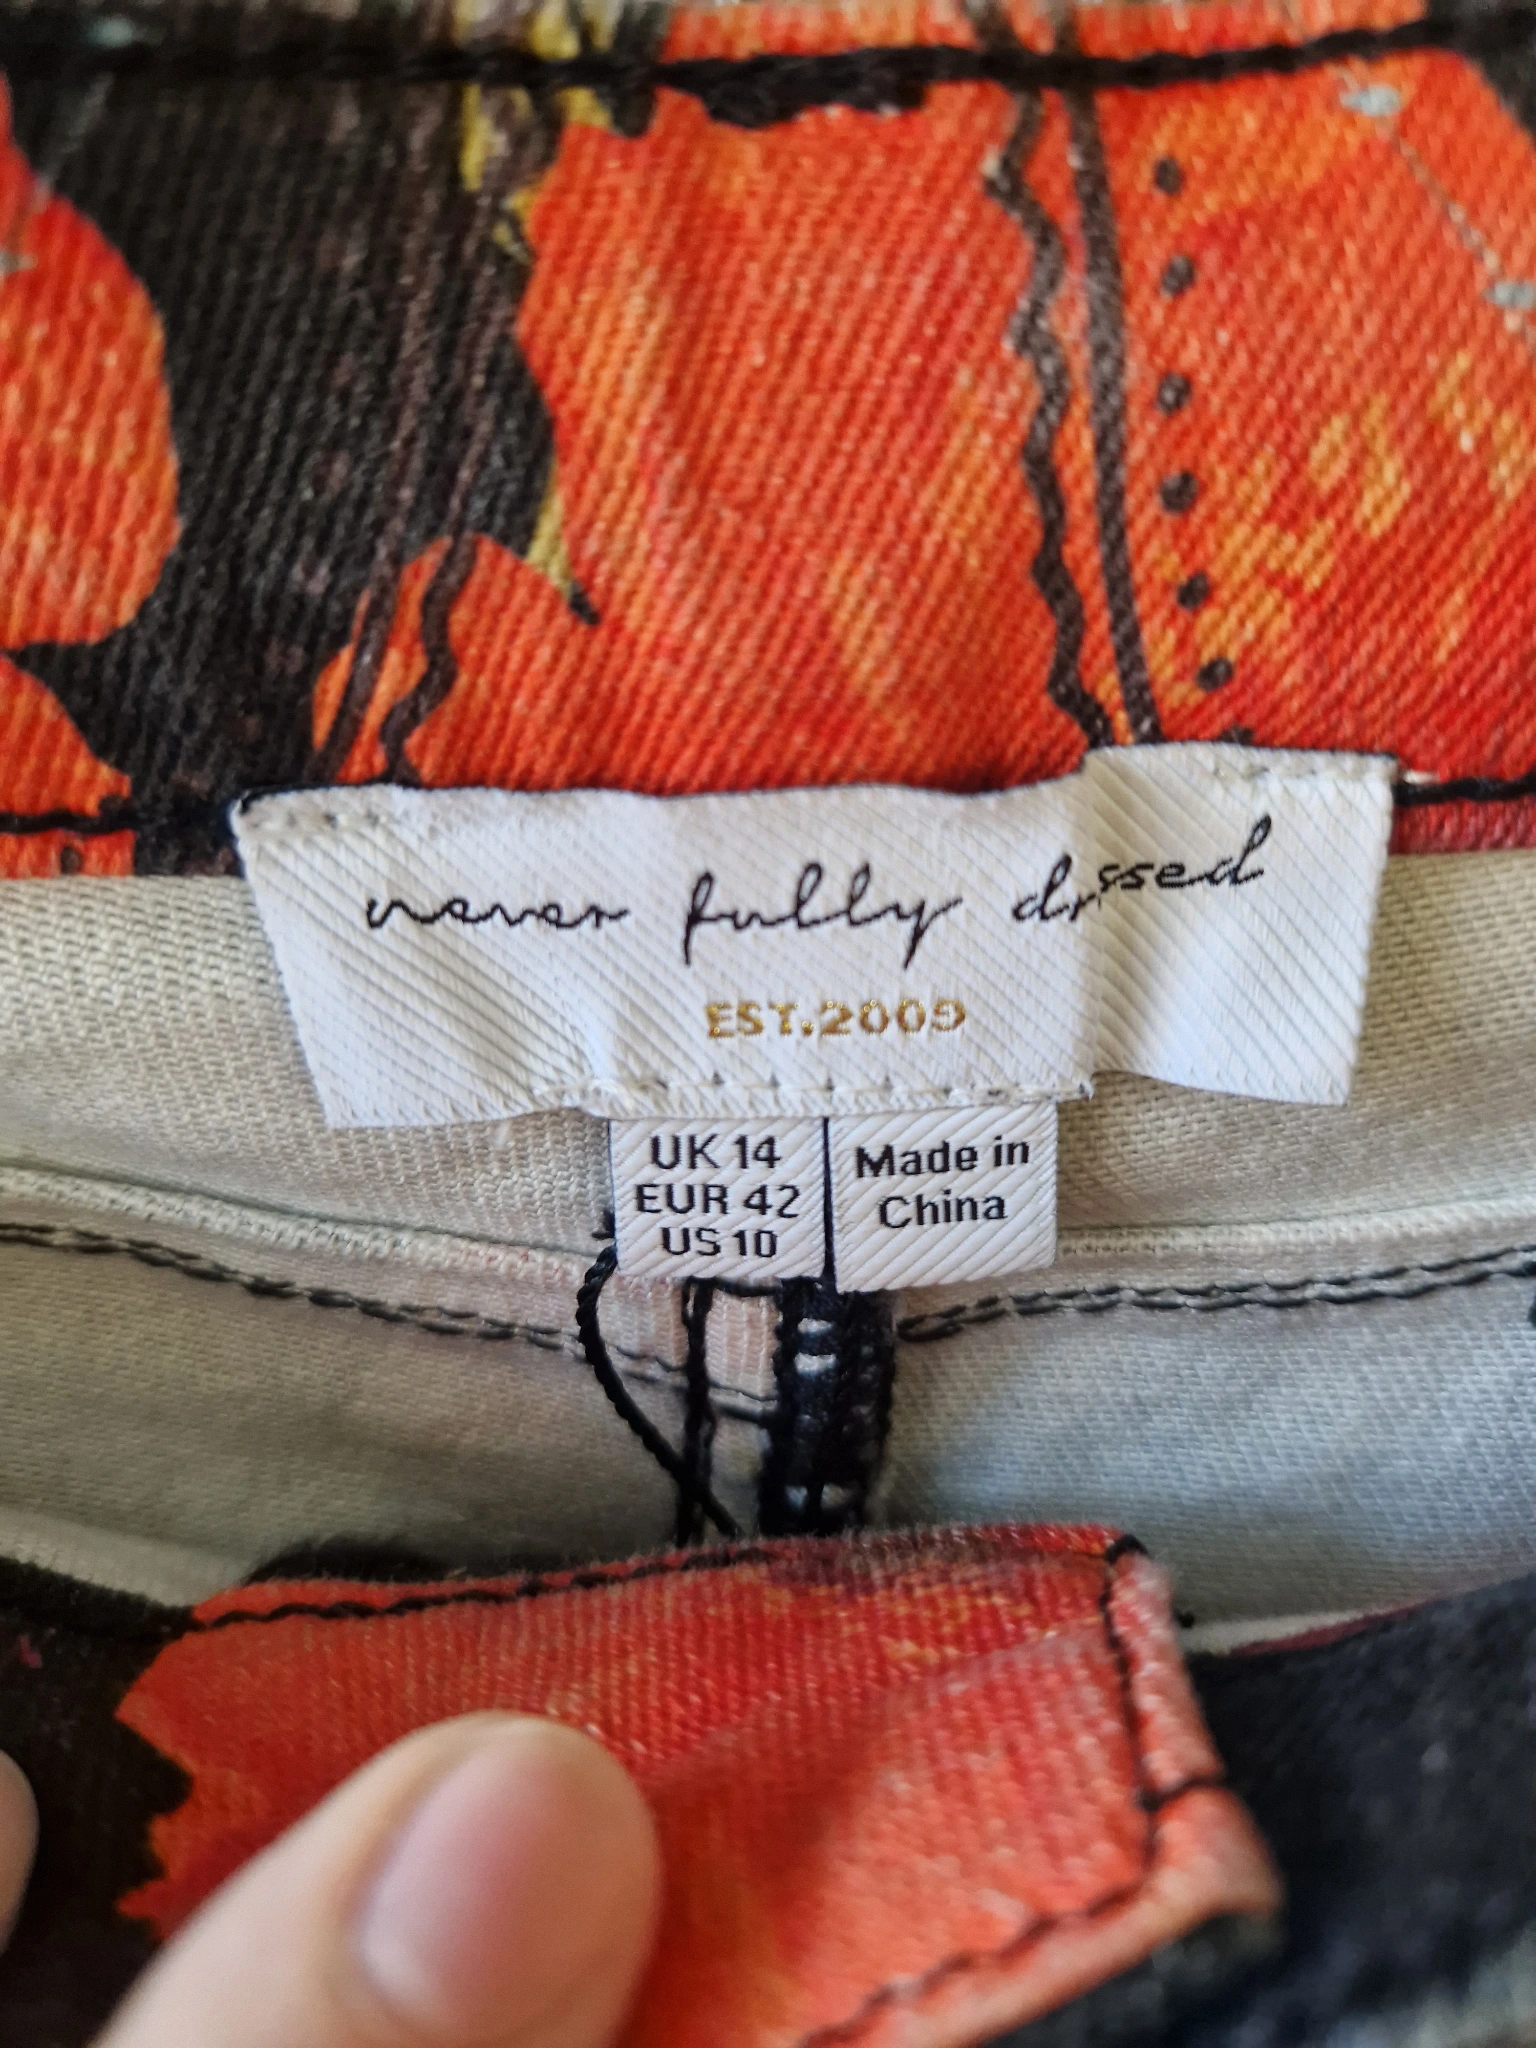 never fully dressed
EST.2009
UK 14
EUR 42
US 10
Made in
China